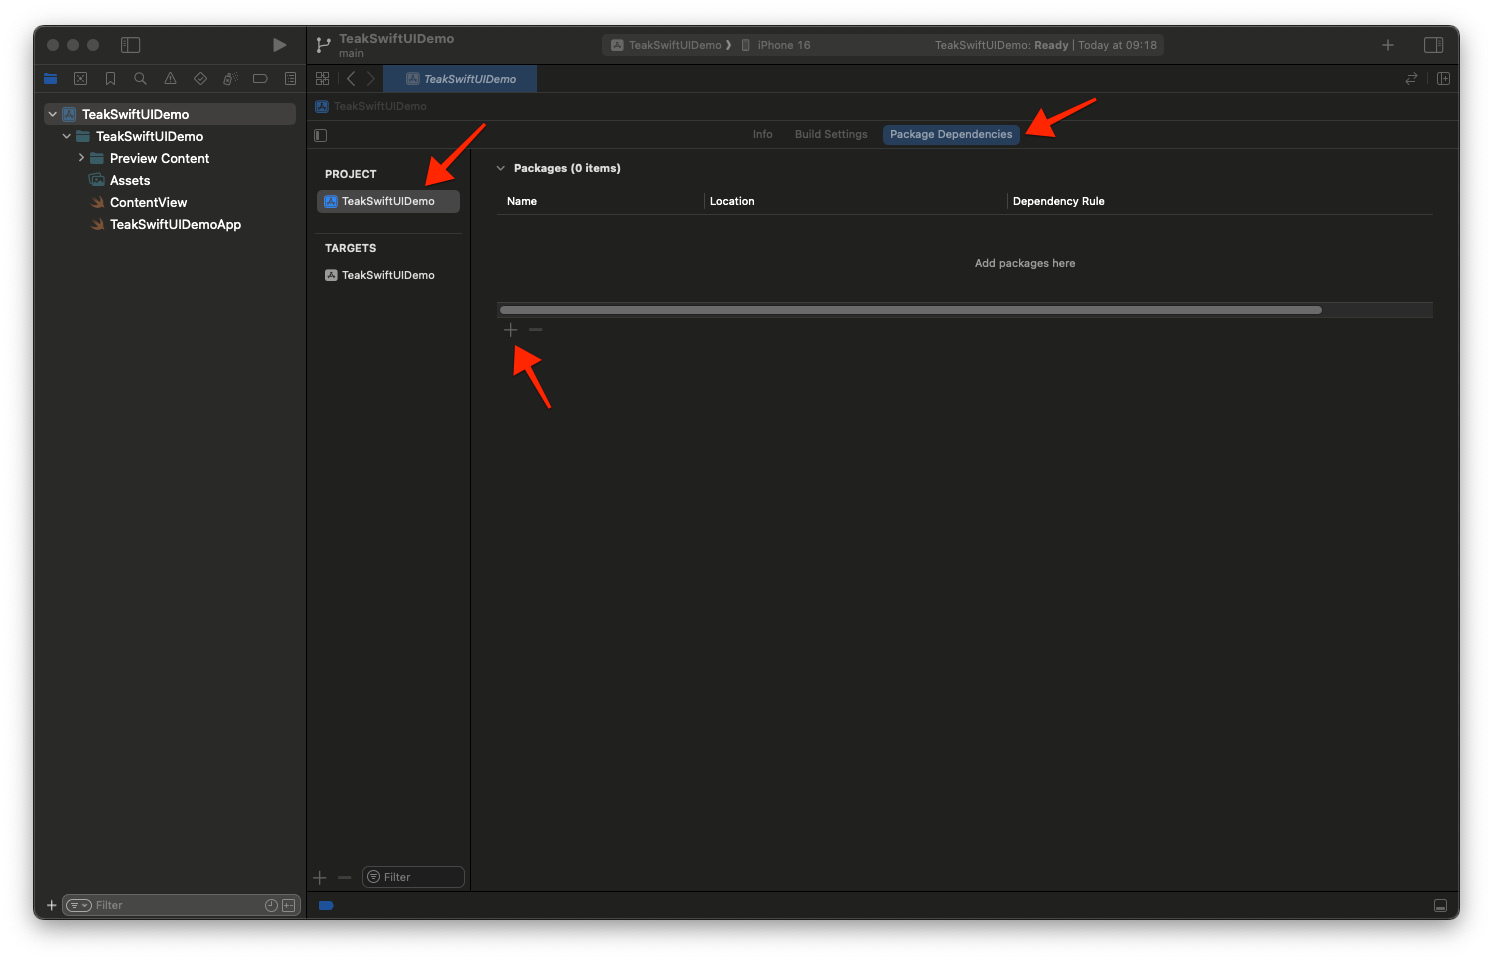 TeakSwiftUIDemo
main
TeakSwiftUIDemo ❯ iPhone 16
TeakSwiftUIDemo: Ready | Today at 09:18
TeakSwiftUIDemo
TeakSwiftUIDemo
TeakSwiftUIDemo
TeakSwiftUIDemo
Preview Content
Assets
ContentView
TeakSwiftUIDemoApp
Info
Build Settings
Package Dependencies
PROJECT
TeakSwiftUIDemo
TARGETS
TeakSwiftUIDemo
Packages (0 items)
Name
Location
Dependency Rule
Add packages here
Filter
Filter